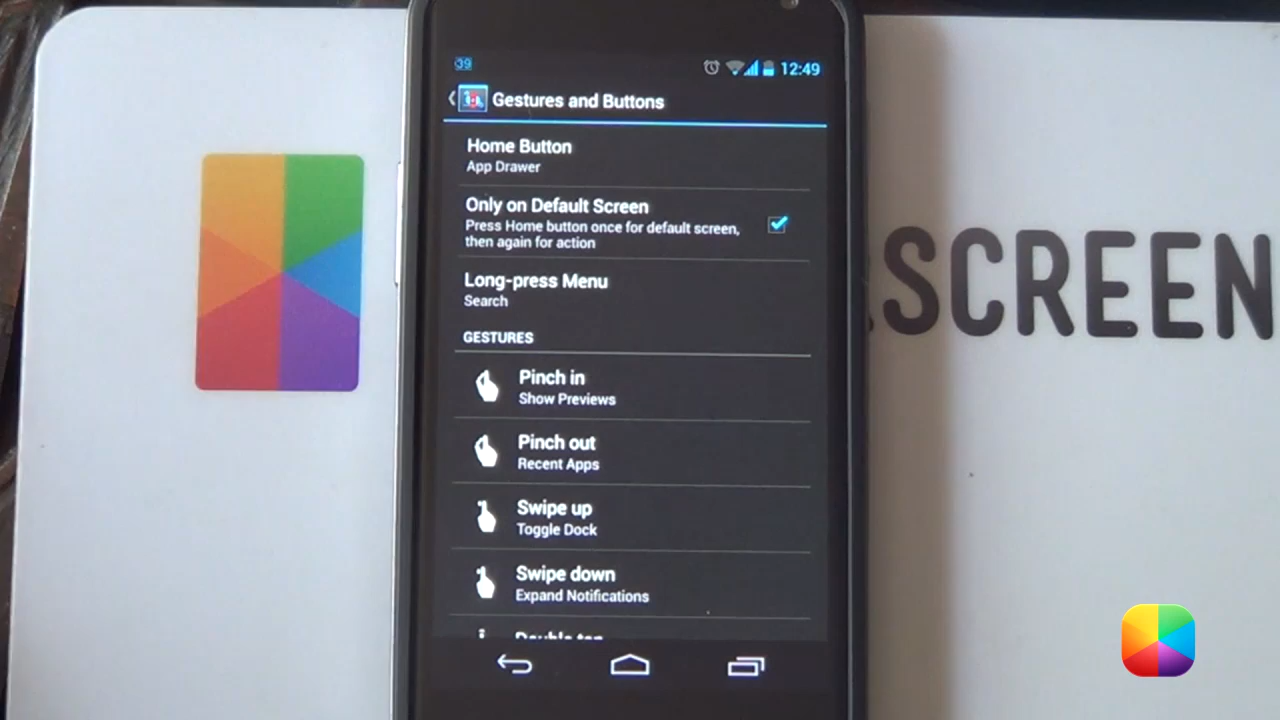 39
12:49
Gestures and Buttons
Home Button
App Drawer
Only on Default Screen
Press Home button once for default screen,
then again for action
Long-press Menu
Search
GESTURES
Pinch in
Show Previews
Pinch out
Recent Apps
Swipe up
Toggle Dock
Swipe down
Expand Notifications
Double tap
SCREEN